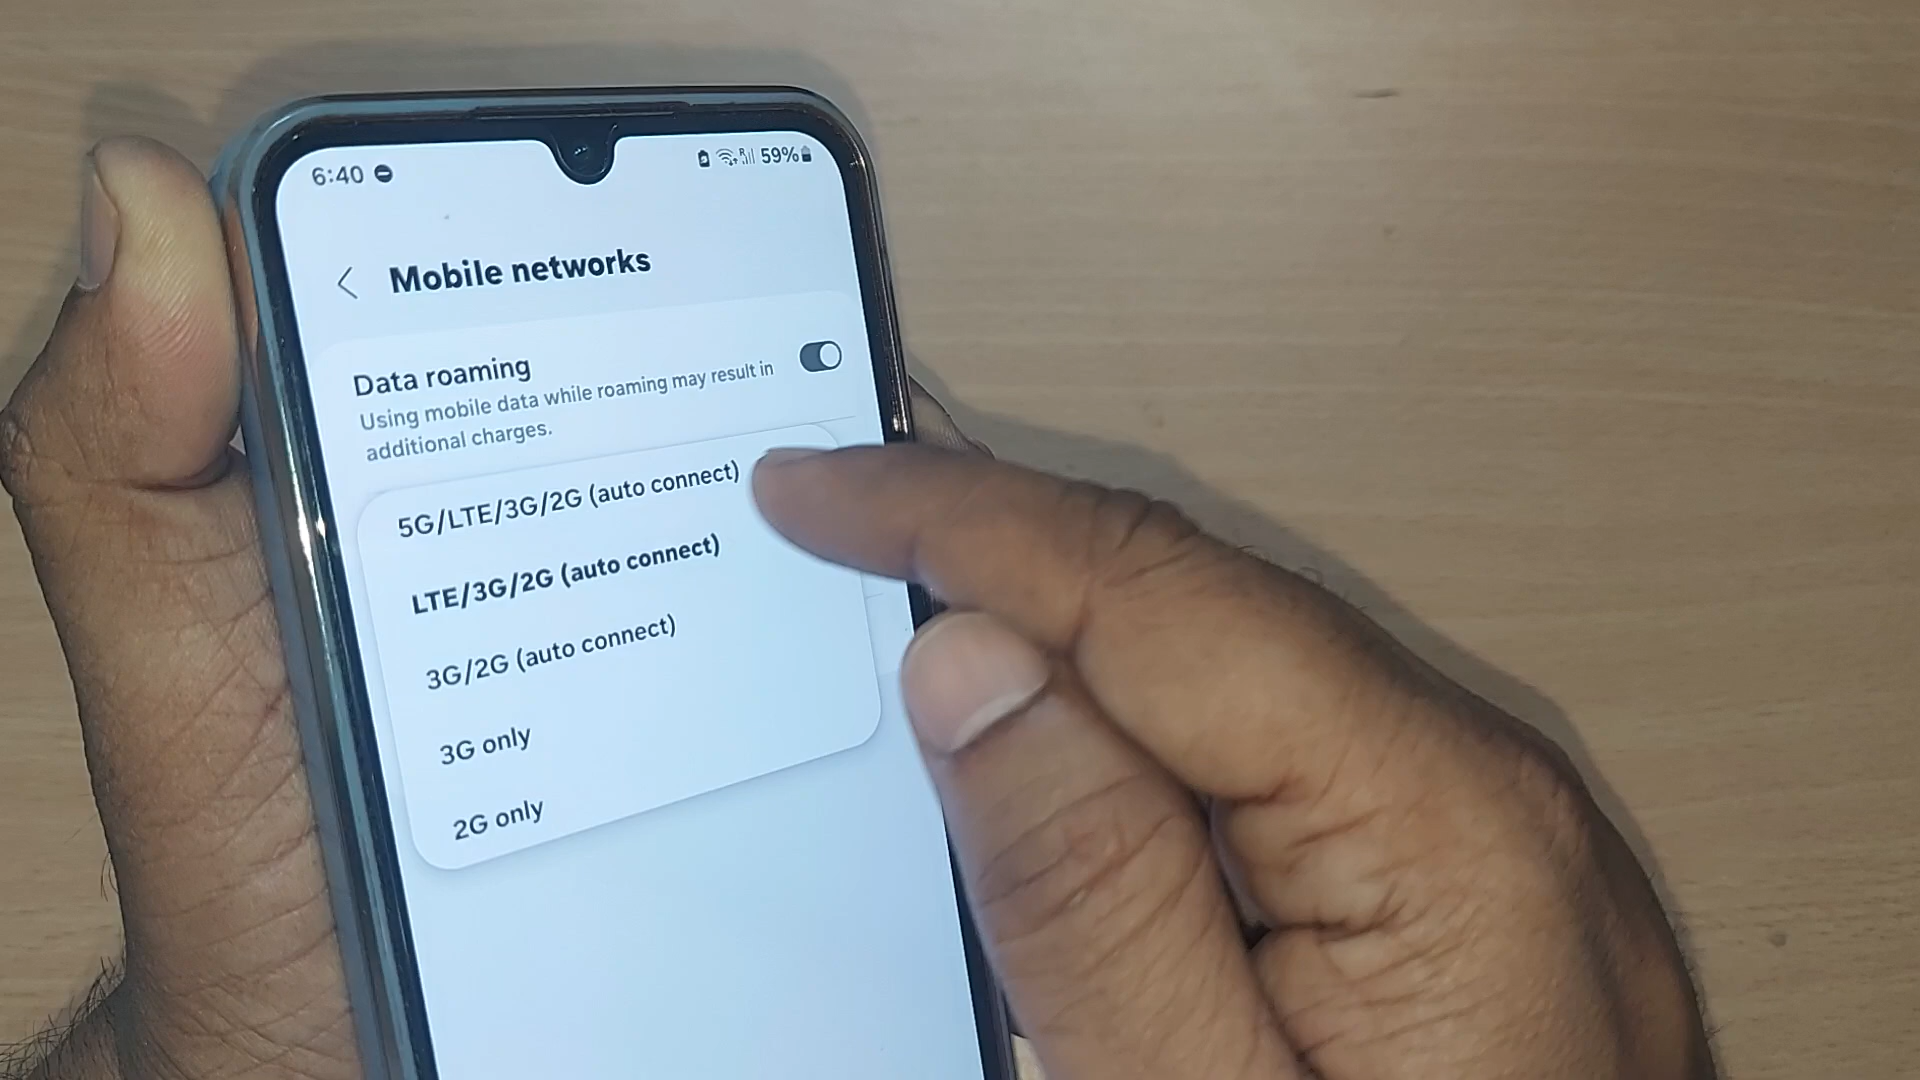 6:40
R 59%
Mobile networks
Data roaming
Using mobile data while roaming may result in
additional charges.
5G/LTE/3G/2G (auto connect)
LTE/3G/2G (auto connect)
3G/2G (auto connect)
3G only
2G only